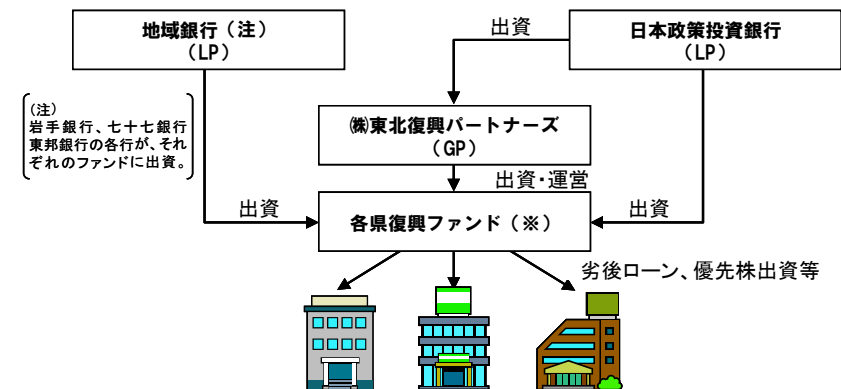 地域銀行（注）
（LP）
出資
日本政策投資銀行
（LP）
（注）
岩手銀行、七十七銀行
東邦銀行の各行が、それ
ぞれのファンドに出資。
㈱東北復興パートナーズ
（GP）
出資・運営
出資
各県復興ファンド（※）
出資
劣後ローン、優先株出資等